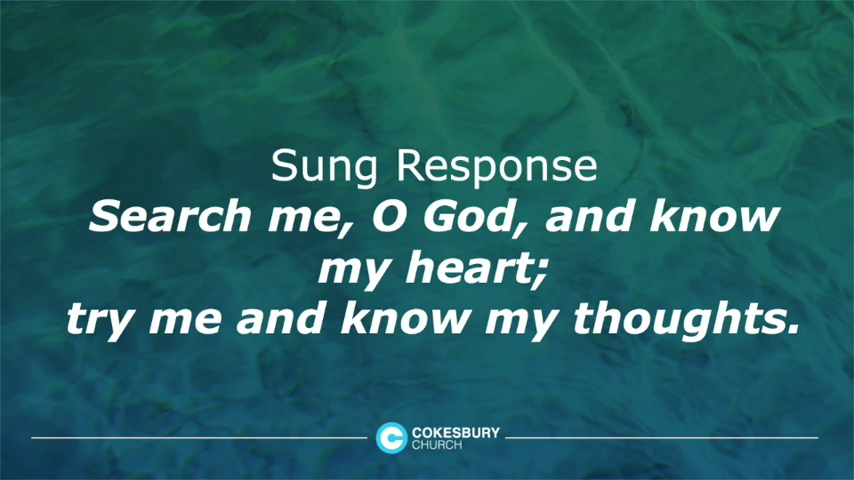 Sung Response
Search me, O God, and know
my heart;
try me and know my thoughts.
COKESBURY
CHURCH